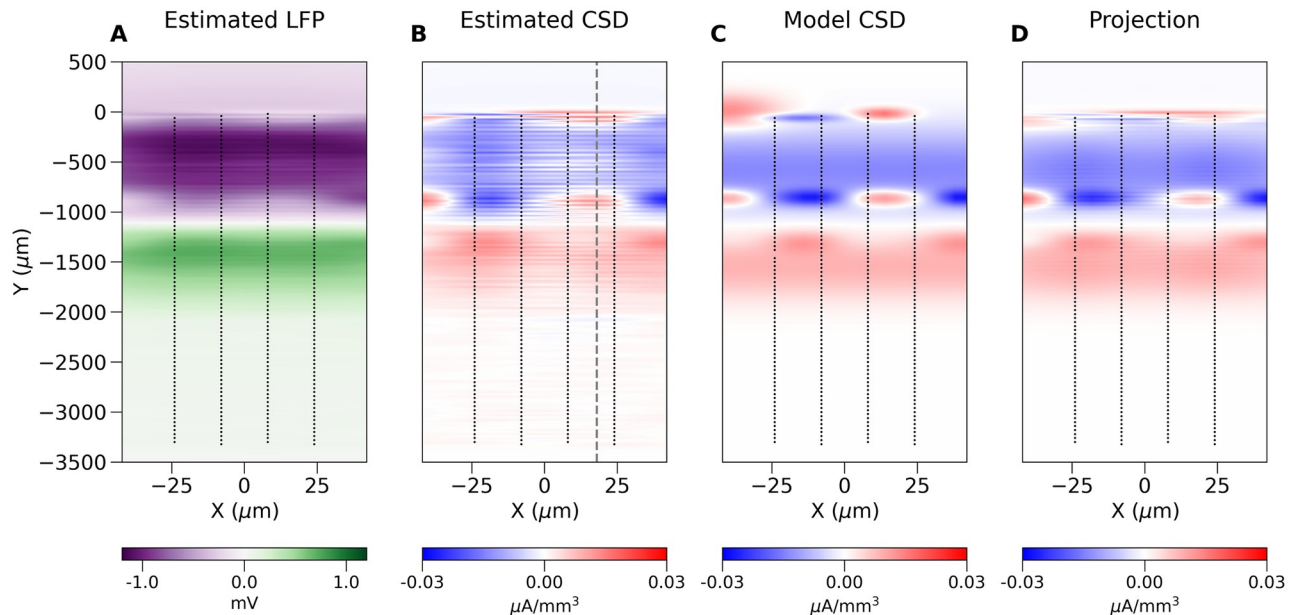 A Estimated LFP B Estimated CSD C Model CSD D Projection
500
0
−500
−1000
−1500
−2000
−2500
−3000
−3500
Y (μm)
−25 0 25 −25 0 25 −25 0 25 −25 0 25
X (μm) X (μm) X (μm) X (μm)
-1.0 0.0 1.0 -0.03 0.00 0.03 -0.03 0.00 0.03 -0.03 0.00 0.03
mV μA/mm³ μA/mm³ μA/mm³